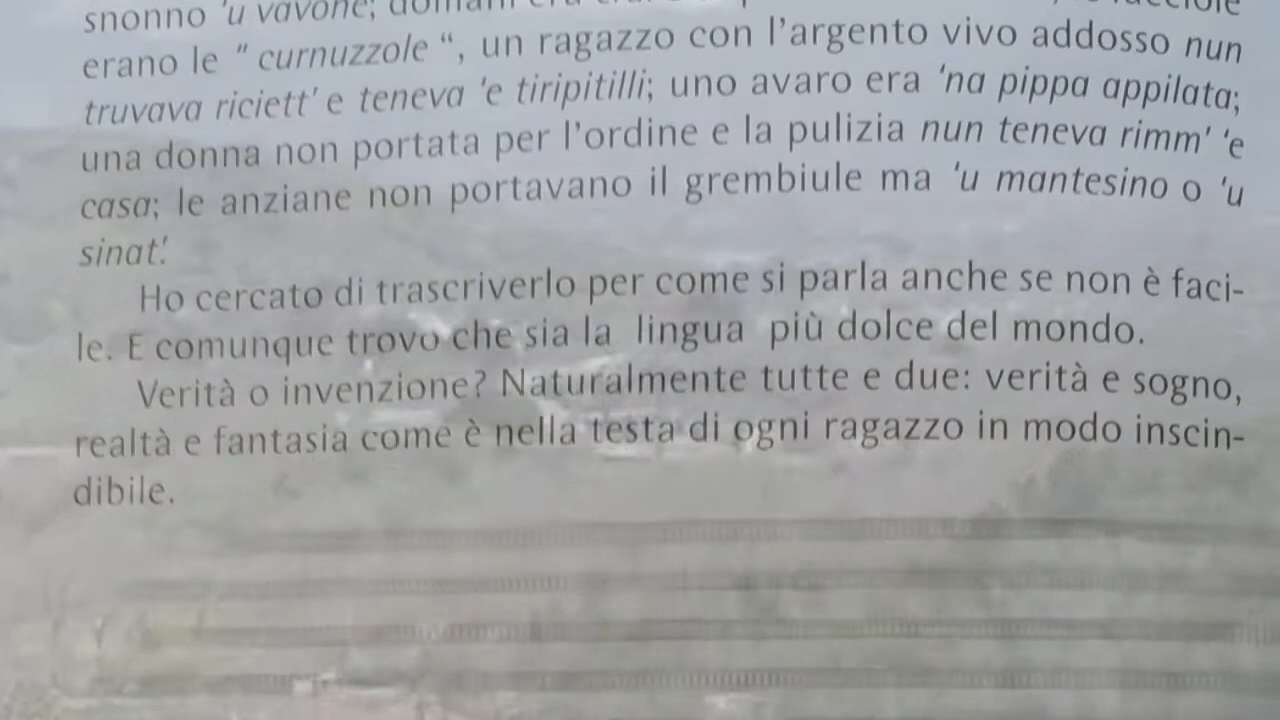 snonno 'u vavone; domani
erano le " curnuzzole “, un ragazzo con l'argento vivo addosso nun
truvava riciett' e teneva 'e tiripitilli; uno avaro era 'na pippa appilata;
una donna non portata per l'ordine e la pulizia nun teneva rimm' 'e
casa; le anziane non portavano il grembiule ma 'u mantesino o 'u
sinat'.
Ho cercato di trascriverlo per come si parla anche se non è faci-
le. E comunque trovo che sia la lingua più dolce del mondo.
Verità o invenzione? Naturalmente tutte e due: verità e sogno,
realtà e fantasia come è nella testa di ogni ragazzo in modo inscin-
dibile.